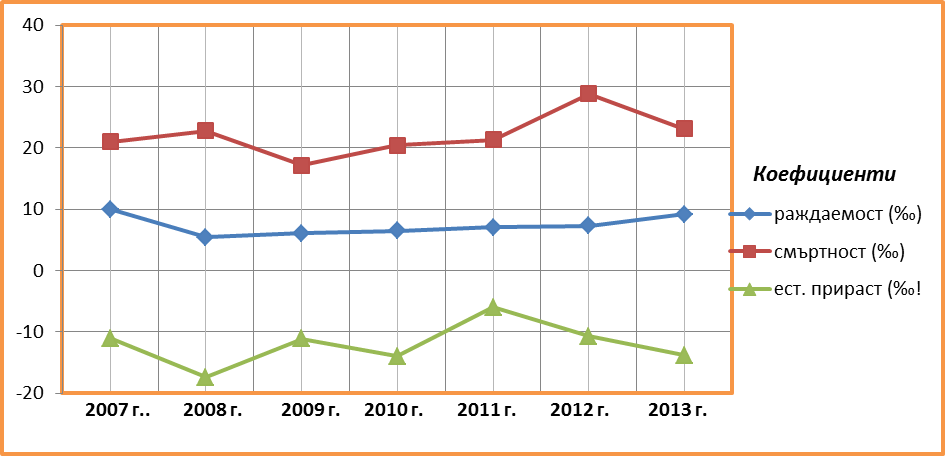 40
30
20
10
0
-10
-20
2007 г..
2008 г.
2009 г.
2010 г.
2011 г.
2012 г.
2013 г.
Коефициенти
раждаемост (‰)
смъртност (‰)
ест. прираст (‰!